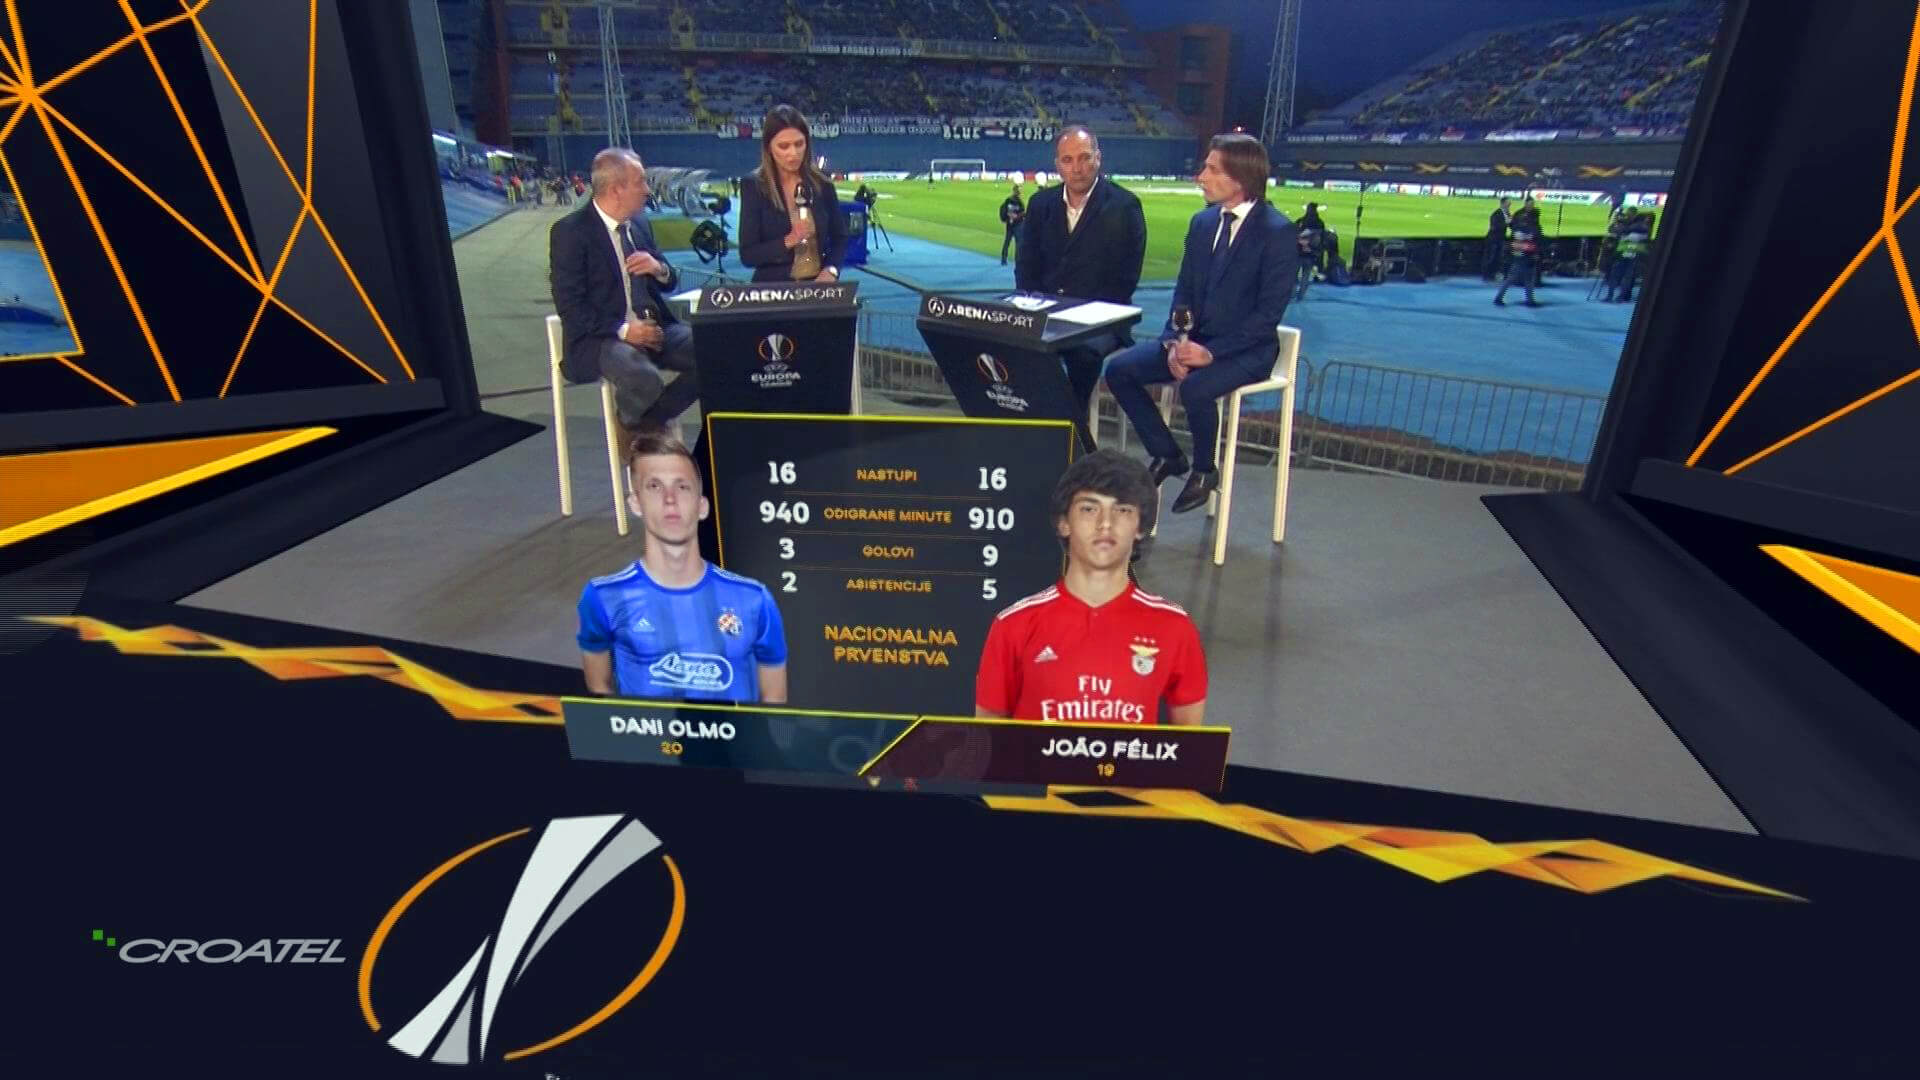 BLUE LIONS
ARENASPORT
ARENASPORT
EUROPA
LEAGUE
EUROPA
LEAGUE
16 NASTUPI 16
940 ODIGRANE MINUTE 910
3 GOLOVI 9
2 ASISTENCIJE 5
NACIONALNA
PRVENSTVA
Fly
Emirates
DANI OLMO
20
JOÃO FÉLIX
19
CROATEL